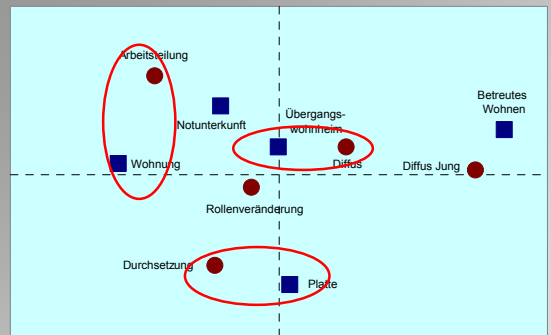 Arbeitsteilung
Betreutes
Wohnen
Notunterkunft
Übergangs-
wohnheim
Wohnung
Diffus
Diffus Jung
Rollenveränderung
Durchsetzung
Platte